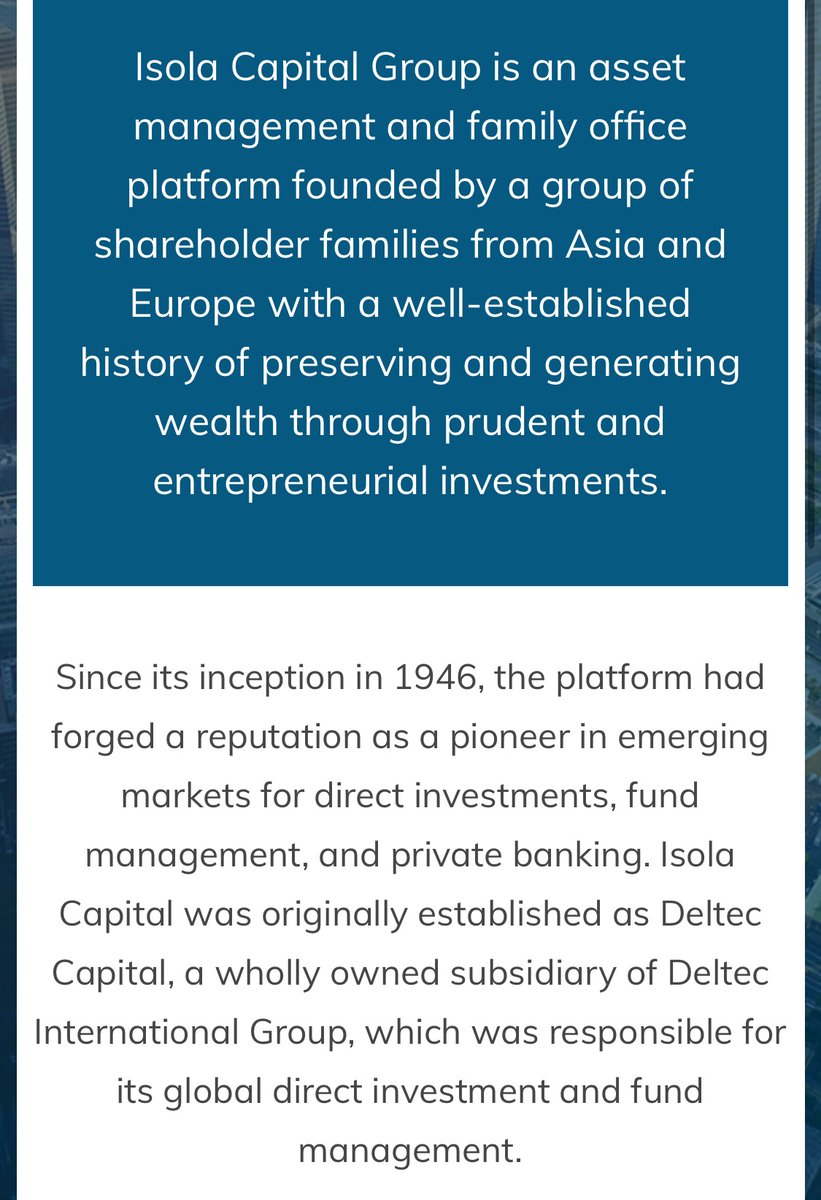 Isola Capital Group is an asset
management and family office
platform founded by a group of
shareholder families from Asia and
Europe with a well-established
history of preserving and generating
wealth through prudent and
entrepreneurial investments.
Since its inception in 1946, the platform had
forged a reputation as a pioneer in emerging
markets for direct investments, fund
management, and private banking. Isola
Capital was originally established as Deltec
Capital, a wholly owned subsidiary of Deltec
International Group, which was responsible for
its global direct investment and fund
management.